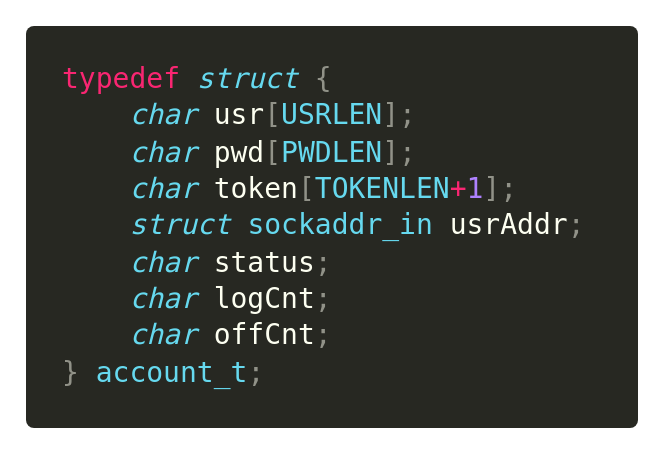 typedef struct {
    char usr[USRLEN];
    char pwd[PWDLEN];
    char token[TOKENLEN+1];
    struct sockaddr_in usrAddr;
    char status;
    char logCnt;
    char offCnt;
} account_t;